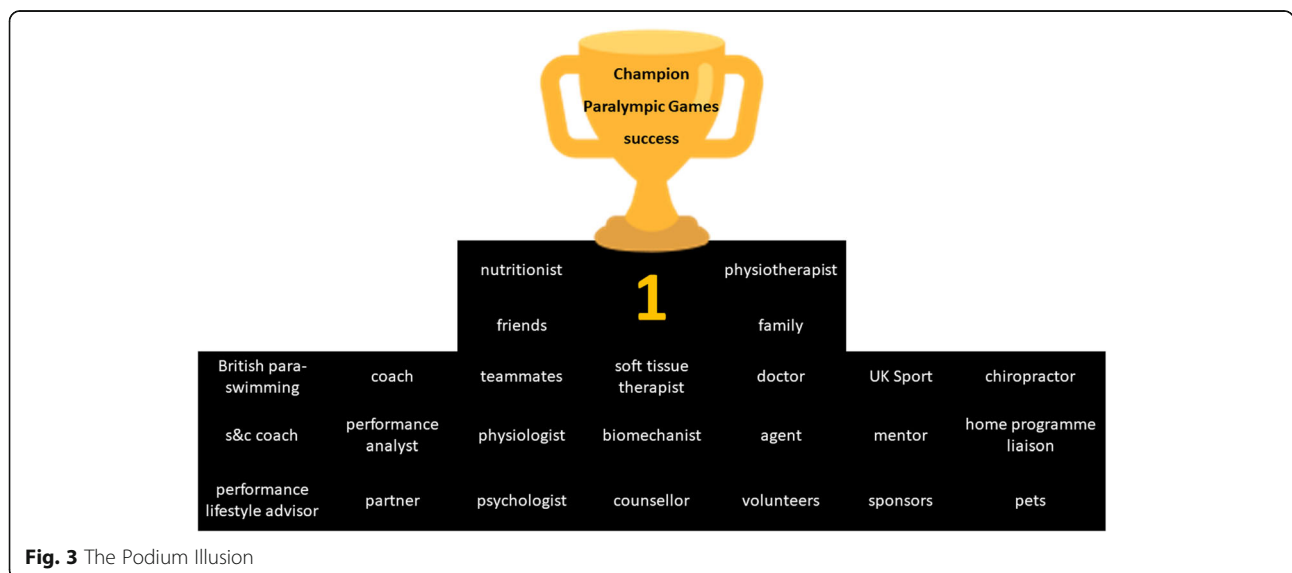 Champion
Paralympic Games
success
nutritionist 1 physiotherapist
friends family
British para-
swimming coach teammates soft tissue
therapist doctor UK Sport chiropractor
s&c coach performance
analyst physiologist biomechanist agent mentor home programme
liaison
performance
lifestyle advisor partner psychologist counsellor volunteers sponsors pets
Fig. 3 The Podium Illusion